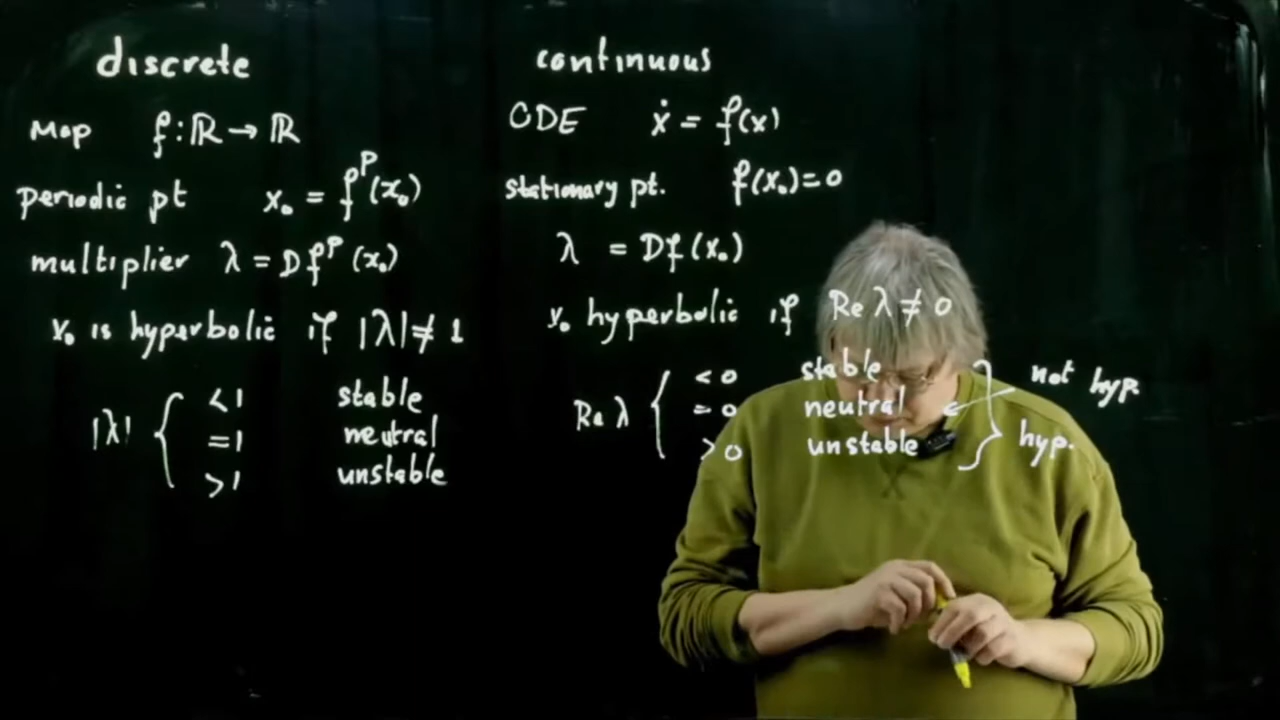 discrete
Map f : ℝ → ℝ
periodic pt x₀ = fᵖ(x₀)
multiplier λ = Dfᵖ(x₀)
x₀ is hyperbolic if |λ| ≠ 1
|λ| { < 1 stable
= 1 neutral
> 1 unstable
continuous
ODE ẋ = f(x)
stationary pt. f(x₀) = 0
λ = Df(x₀)
x₀ hyperbolic if Re λ ≠ 0
Re λ { < 0 stable
= 0 neutral ← not hyp.
> 0 unstable } hyp.